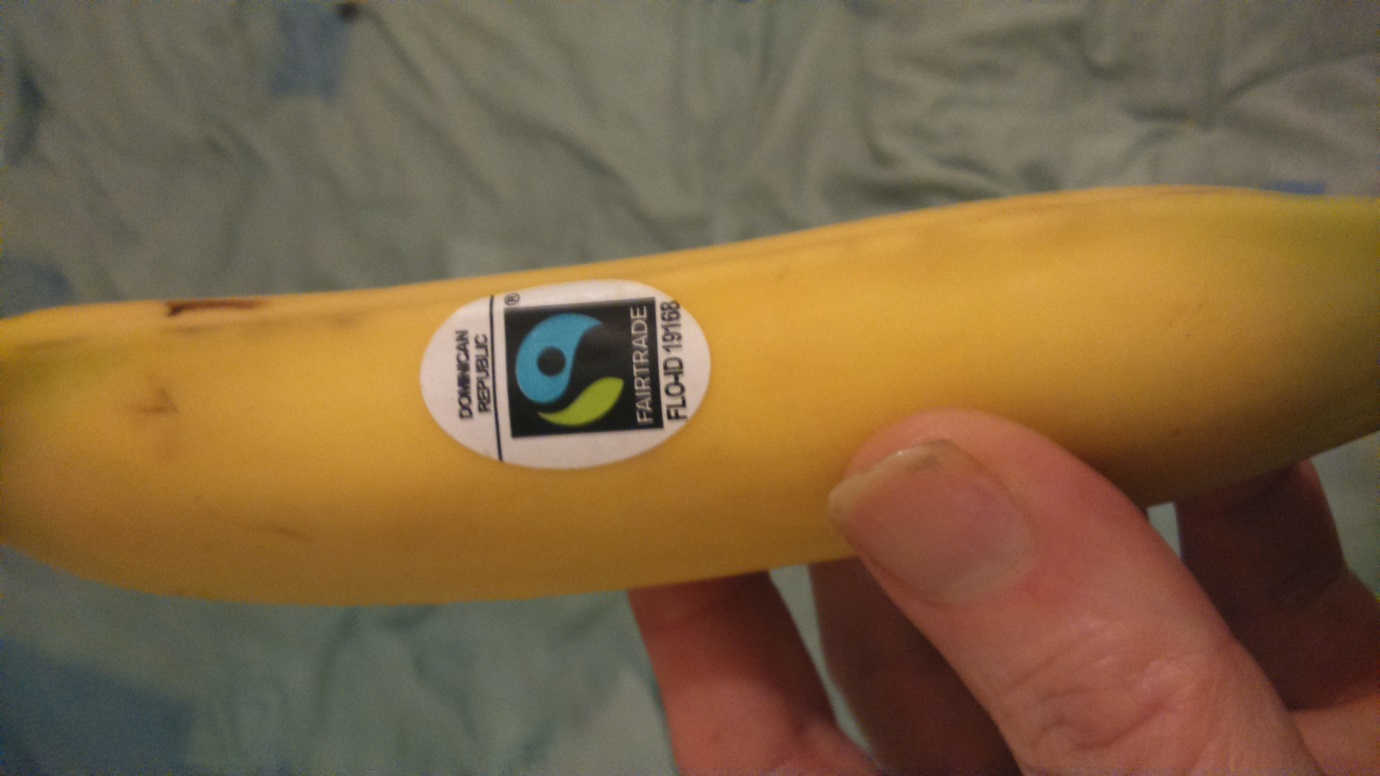 DOMINICAN
REPUBLIC
®
FAIRTRADE
FLO-ID 19168